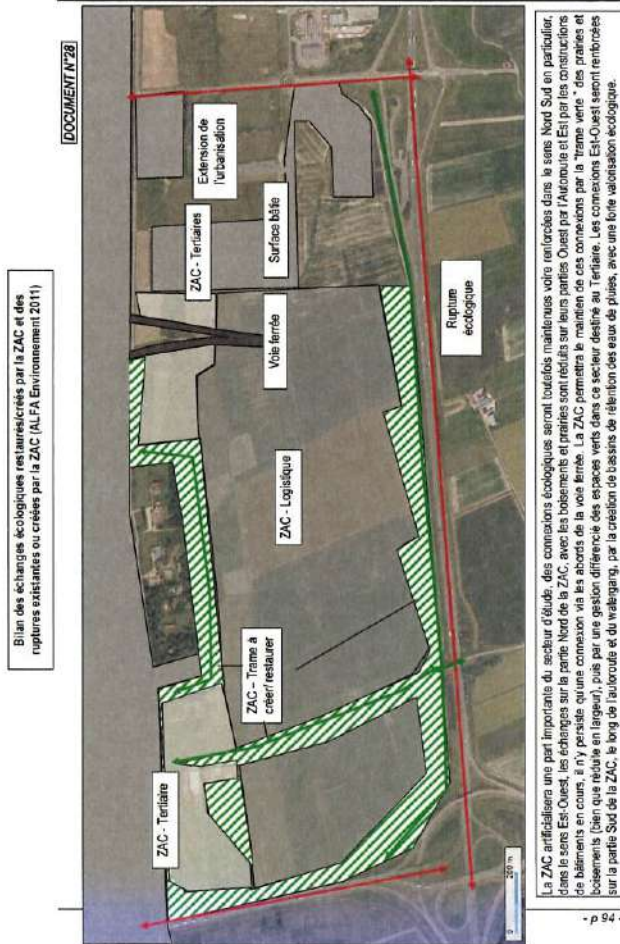 DOCUMENT N°28
Bilan des échanges écologiques restaurés/créés par la ZAC et des
ruptures existantes ou créées par la ZAC (ALFA Environnement 2011)
ZAC - Tertiaire
ZAC – Trame à
créer/ restaurer
ZAC - Logistique
Voie ferrée
ZAC - Tertiaires
Surface bâtie
Extension de
l'urbanisation
Rupture
écologique
0 200 m
La ZAC artificialisera une part importante du secteur d'étude, des connexions écologiques seront toutefois maintenues voire renforcées dans le sens Nord Sud en particulier,
dans le sens Est-Ouest, les échanges sur la partie Nord de la ZAC, avec les boisements et prairies sont réduits sur leurs parties Ouest par l'Autoroute et Est par les constructions
de bâtiments en cours, il n'y persiste qu'une connexion via les abords de la voie ferrée. La ZAC permettra le maintien de ces connexions par la "trame verte " des prairies et
boisements (bien que réduite en largeur), puis par une gestion différencié des espaces verts dans ce secteur destiné au Tertiaire. Les connexions Est-Ouest seront renforcées
sur la partie Sud de la ZAC, le long de l'autoroute et du watergang, par la création de bassins de rétention des eaux de pluies, avec une forte valorisation écologique.
- p 94 -